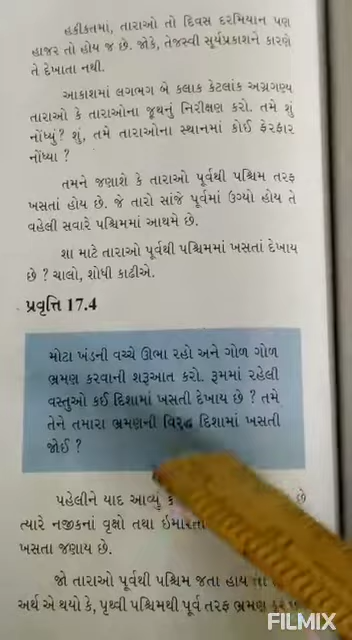 હકીકતમાં, તારાઓ તો દિવસ દરમિયાન પણ
હાજર તો હોય જ છે. જોકે, તેજસ્વી સૂર્યપ્રકાશને કારણે
તે દેખાતા નથી.
આકાશમાં લગભગ બે કલાક કેટલાંક અગ્રગણ્ય
તારાઓ કે તારાઓના જૂથનું નિરીક્ષણ કરો. તમે શું
નોંધ્યું? શું, તમે તારાઓના સ્થાનમાં કોઈ ફેરફાર
નોંધ્યા ?
તમને જણાશે કે તારાઓ પૂર્વથી પશ્ચિમ તરફ
ખસતાં હોય છે. જે તારો સાંજે પૂર્વમાં ઉગ્યો હોય તે
વહેલી સવારે પશ્ચિમમાં આથમે છે.
શા માટે તારાઓ પૂર્વથી પશ્ચિમમાં ખસતાં દેખાય
છે ? ચાલો, શોધી કાઢીએ.
પ્રવૃત્તિ 17.4
મોટા ખંડની વચ્ચે ઊભા રહો અને ગોળ ગોળ
ભ્રમણ કરવાની શરૂઆત કરો. રૂમમાં રહેલી
વસ્તુઓ કઈ દિશામાં ખસતી દેખાય છે ? તમે
તેને તમારા ભ્રમણની વિરુદ્ધ દિશામાં ખસતી
જોઈ ?
પહેલીને યાદ આવ્યું કે છે
ત્યારે નજીકનાં વૃક્ષો તથા ઇમારતો
ખસતા જણાય છે.
જો તારાઓ પૂર્વથી પશ્ચિમ જતા હોય તો
અર્થ એ થયો કે, પૃથ્વી પશ્ચિમથી પૂર્વ તરફ ભ્રમણ
FILMIX